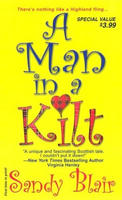 There's nothing like a Highland fling...
A
SPECIAL VALUE
$3.99
Man
in a
Kilt
"A unique and fascinating Scottish tale.
I couldn't put it down!"
—New York Times
Bestselling Author
Virginia Henley
Sandy Blair